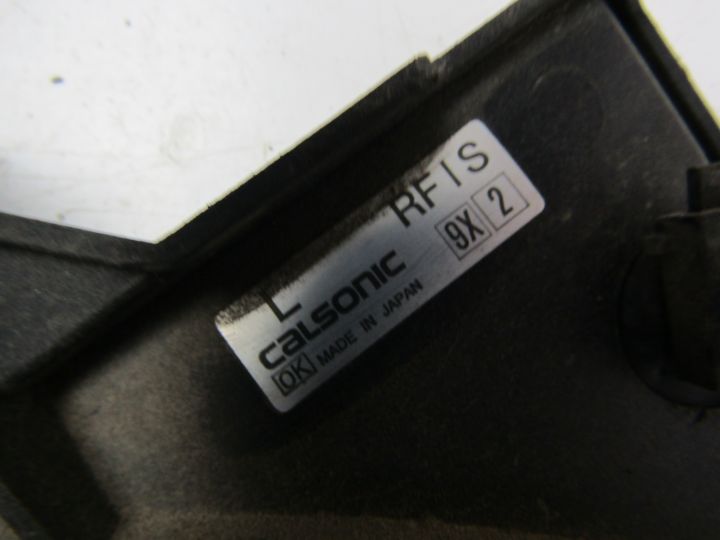 L RFIS
calsonic 9X 2
OK MADE IN JAPAN